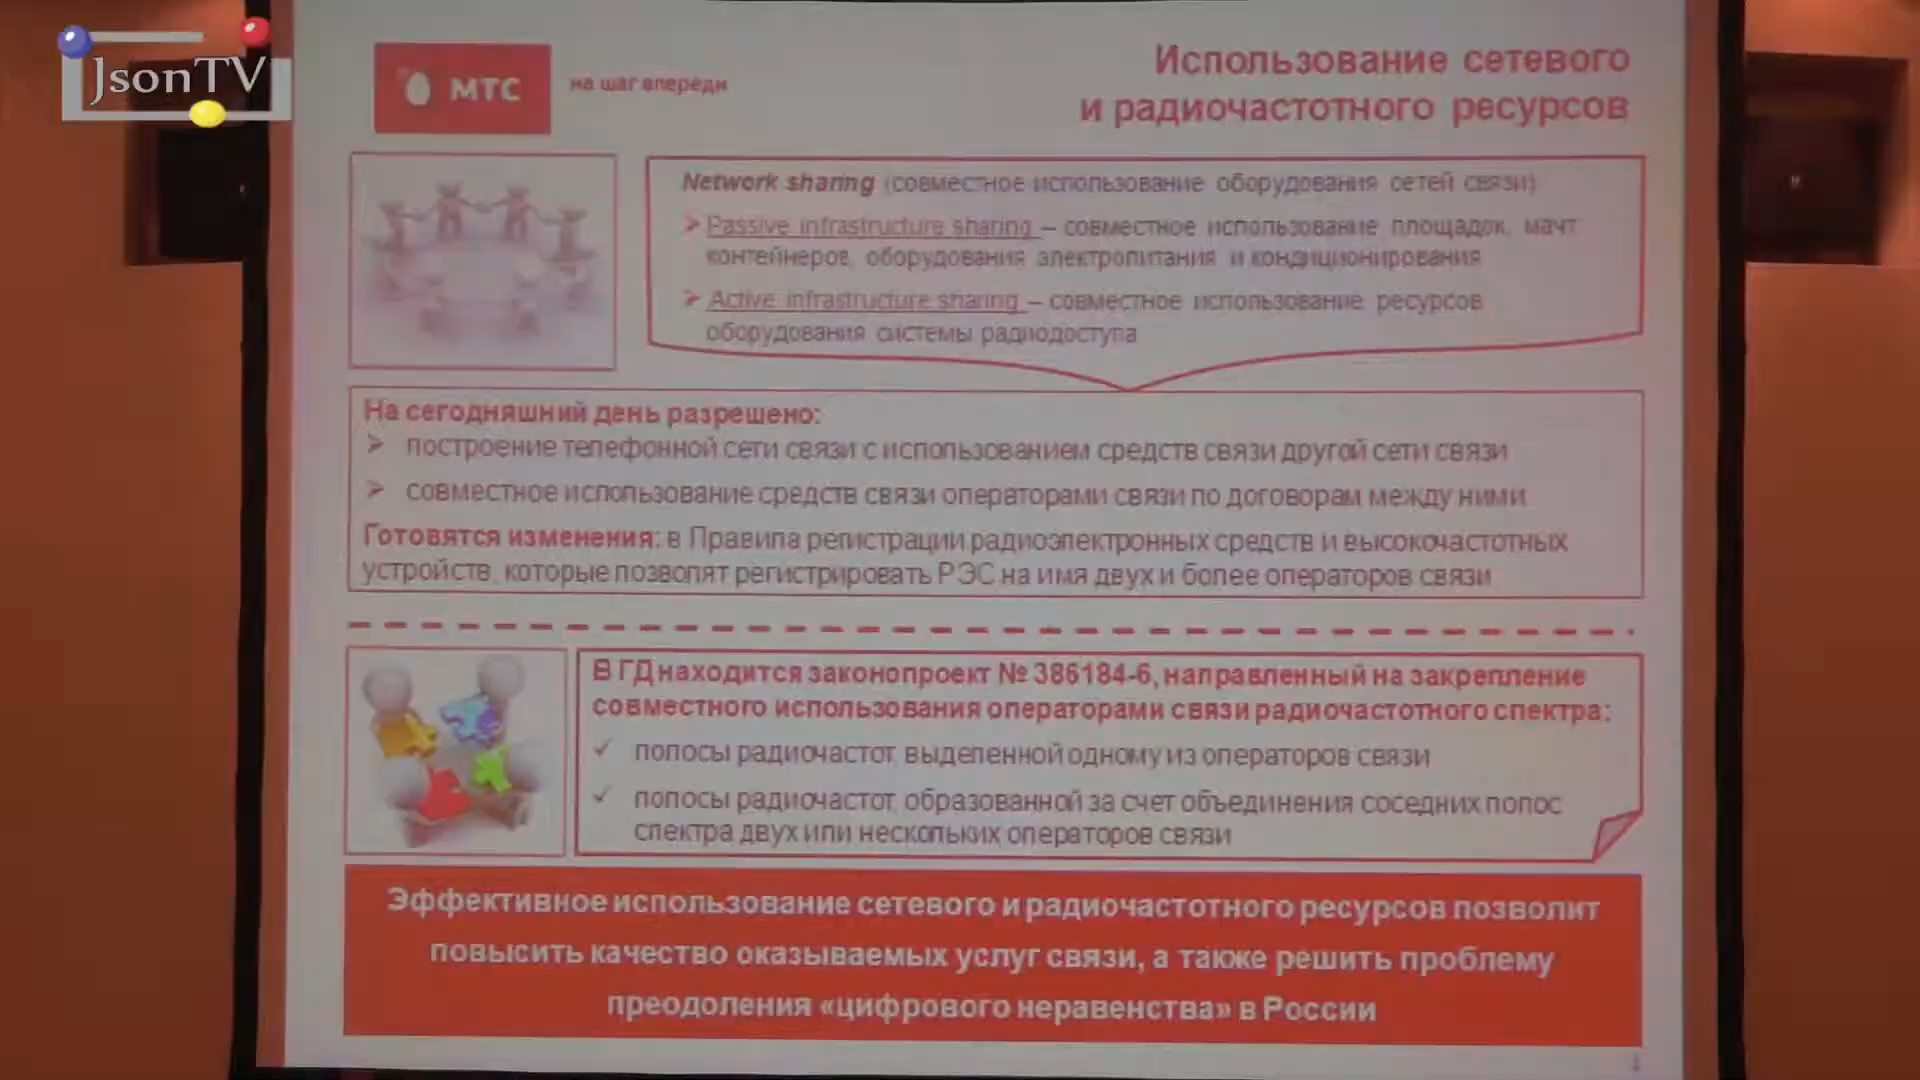 JsonTV
МТС
на шаг впереди
Использование сетевого
и радиочастотного ресурсов
Network sharing (совместное использование оборудования сетей связи)
➢ Passive infrastructure sharing – совместное использование площадок, мачт
контейнеров, оборудования электропитания и кондиционирования
➢ Active infrastructure sharing – совместное использование ресурсов
оборудования системы радиодоступа
На сегодняшний день разрешено:
➢ построение телефонной сети связи с использованием средств связи другой сети связи
➢ совместное использование средств связи операторами связи по договорам между ними
Готовятся изменения: в Правила регистрации радиоэлектронных средств и высокочастотных
устройств, которые позволят регистрировать РЭС на имя двух и более операторов связи
В ГД находится законопроект № 386184-6, направленный на закрепление
совместного использования операторами связи радиочастотного спектра:
✓ полосы радиочастот, выделенной одному из операторов связи
✓ полосы радиочастот, образованной за счет объединения соседних полос
спектра двух или нескольких операторов связи
Эффективное использование сетевого и радиочастотного ресурсов позволит
повысить качество оказываемых услуг связи, а также решить проблему
преодоления «цифрового неравенства» в России